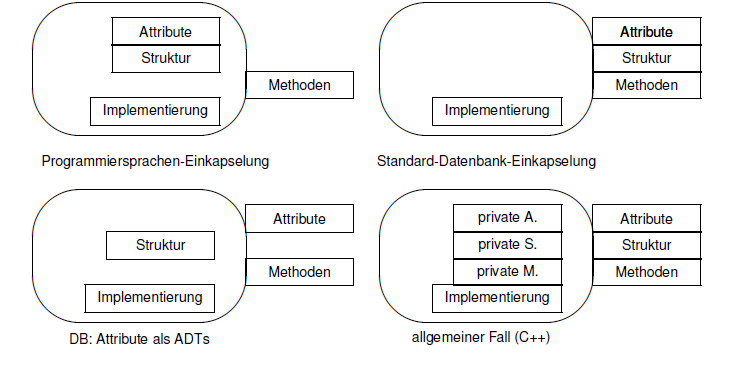 Attribute
Struktur
Methoden
Implementierung
Programmiersprachen-Einkapselung
Attribute
Struktur
Methoden
Implementierung
Standard-Datenbank-Einkapselung
Attribute
Struktur
Methoden
Implementierung
DB: Attribute als ADTs
private A.
Attribute
private S.
Struktur
private M.
Methoden
Implementierung
allgemeiner Fall (C++)